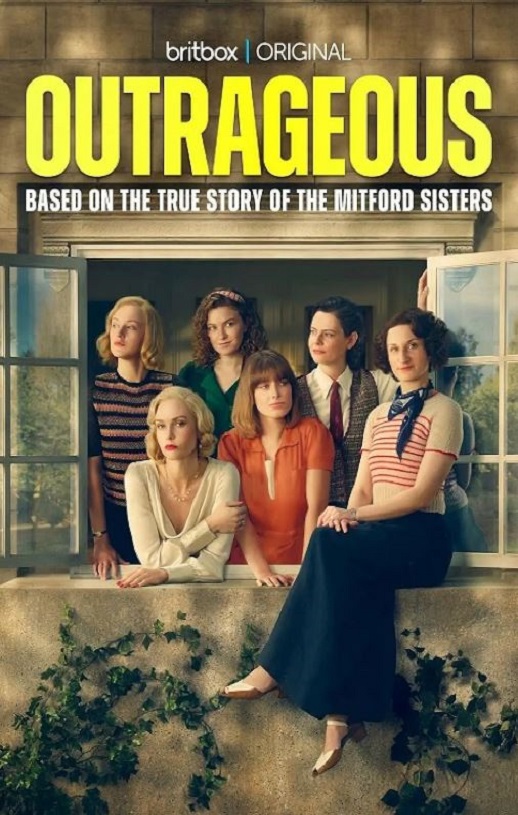 britbox | ORIGINAL
OUTRAGEOUS
BASED ON THE TRUE STORY OF THE MITFORD SISTERS